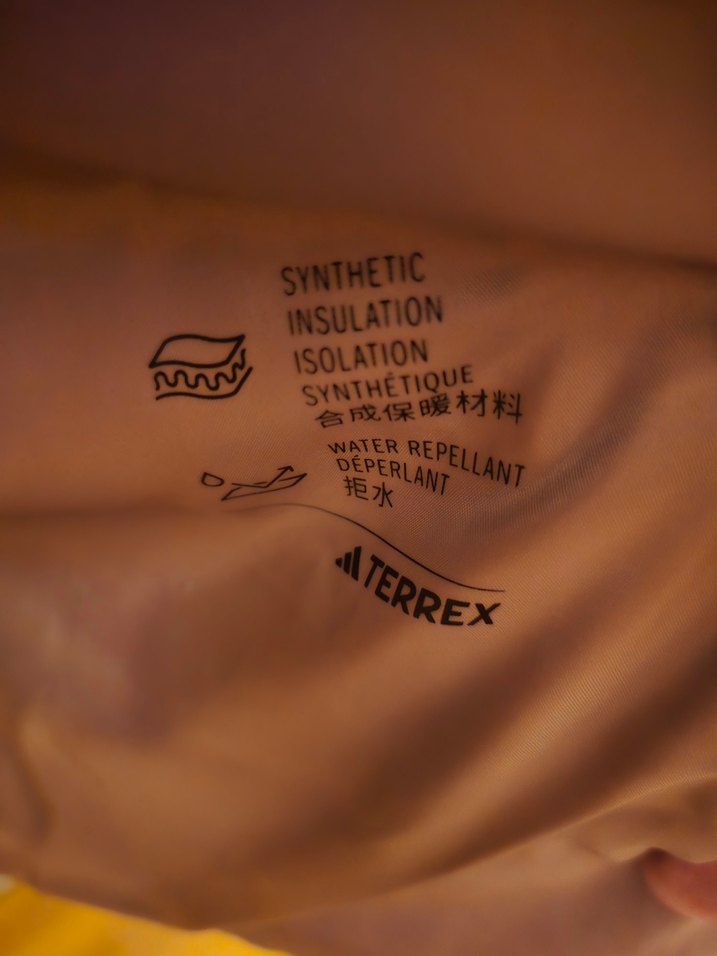 SYNTHETIC
INSULATION
ISOLATION
SYNTHÉTIQUE
合成保暖材料
WATER REPELLANT
DÉPERLANT
拒水
TERREX